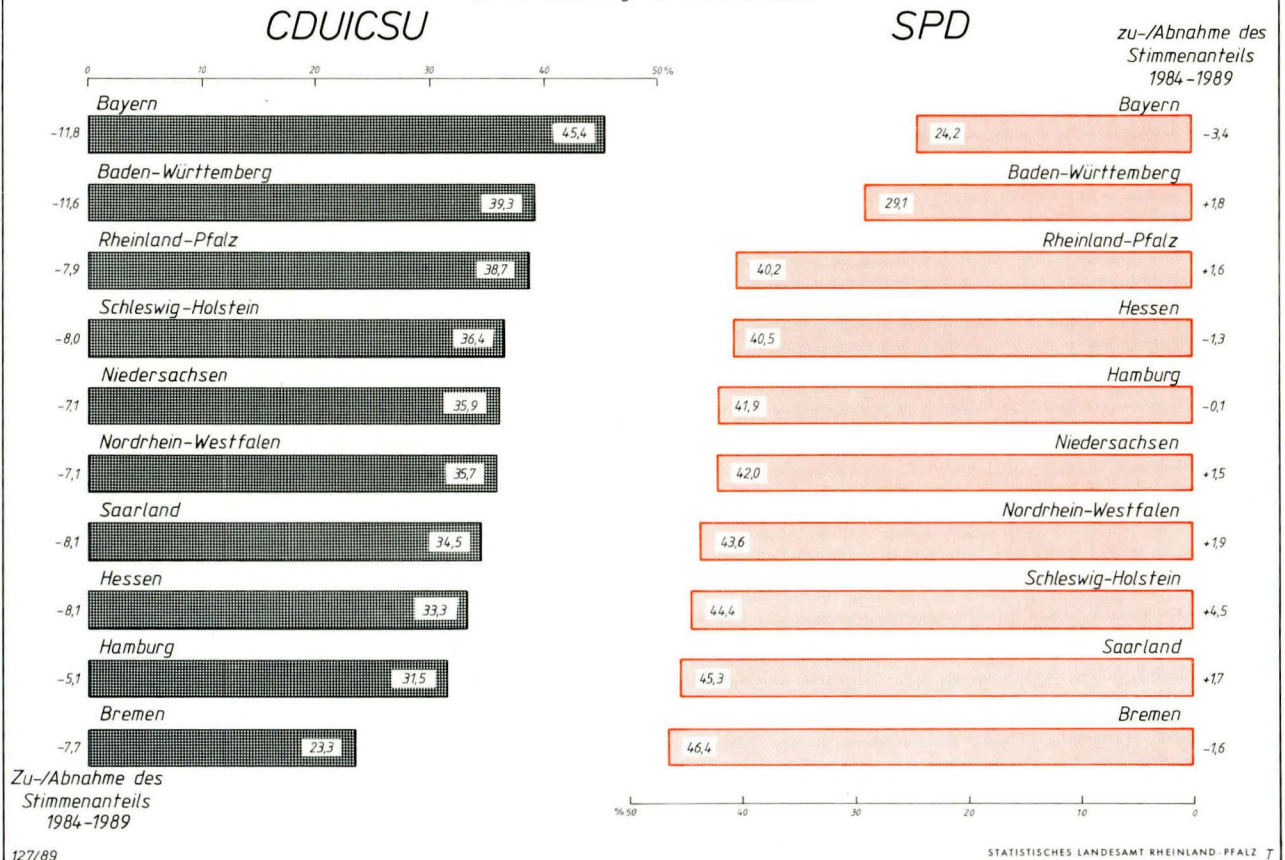 CDUICSU
0 10 20 30 40 50%
Bayern
-11,8 45,4
Baden-Württemberg
-11,6 39,3
Rheinland-Pfalz
-7,9 38,7
Schleswig-Holstein
-8,0 36,4
Niedersachsen
-7,1 35,9
Nordrhein-Westfalen
-7,1 35,7
Saarland
-8,1 34,5
Hessen
-8,1 33,3
Hamburg
-5,1 31,5
Bremen
-7,7 23,3
Zu-/Abnahme des
Stimmenanteils
1984-1989
SPD
zu-/Abnahme des
Stimmenanteils
1984-1989
Bayern
24,2 -3,4
Baden-Württemberg
29,1 +1,8
Rheinland-Pfalz
40,2 +1,6
Hessen
40,5 -1,3
Hamburg
41,9 -0,1
Niedersachsen
42,0 +1,5
Nordrhein-Westfalen
43,6 +1,9
Schleswig-Holstein
44,4 +4,5
Saarland
45,3 +1,7
Bremen
46,4 -1,6
%50 40 30 20 10 0
127/89
STATISTISCHES LANDESAMT RHEINLAND-PFALZ T